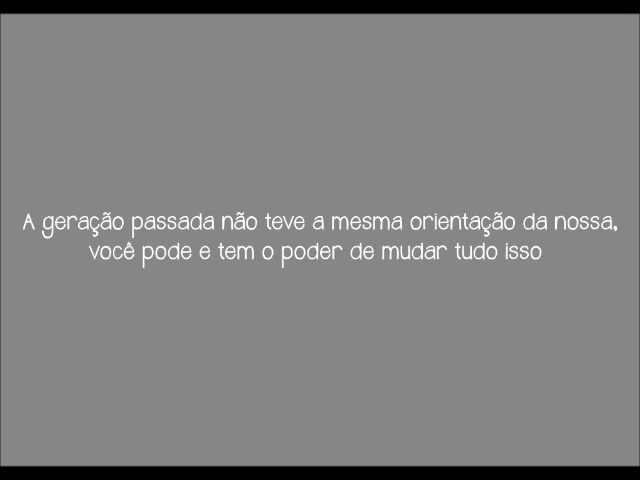 A geração passada não teve a mesma orientação da nossa,
você pode e tem o poder de mudar tudo isso